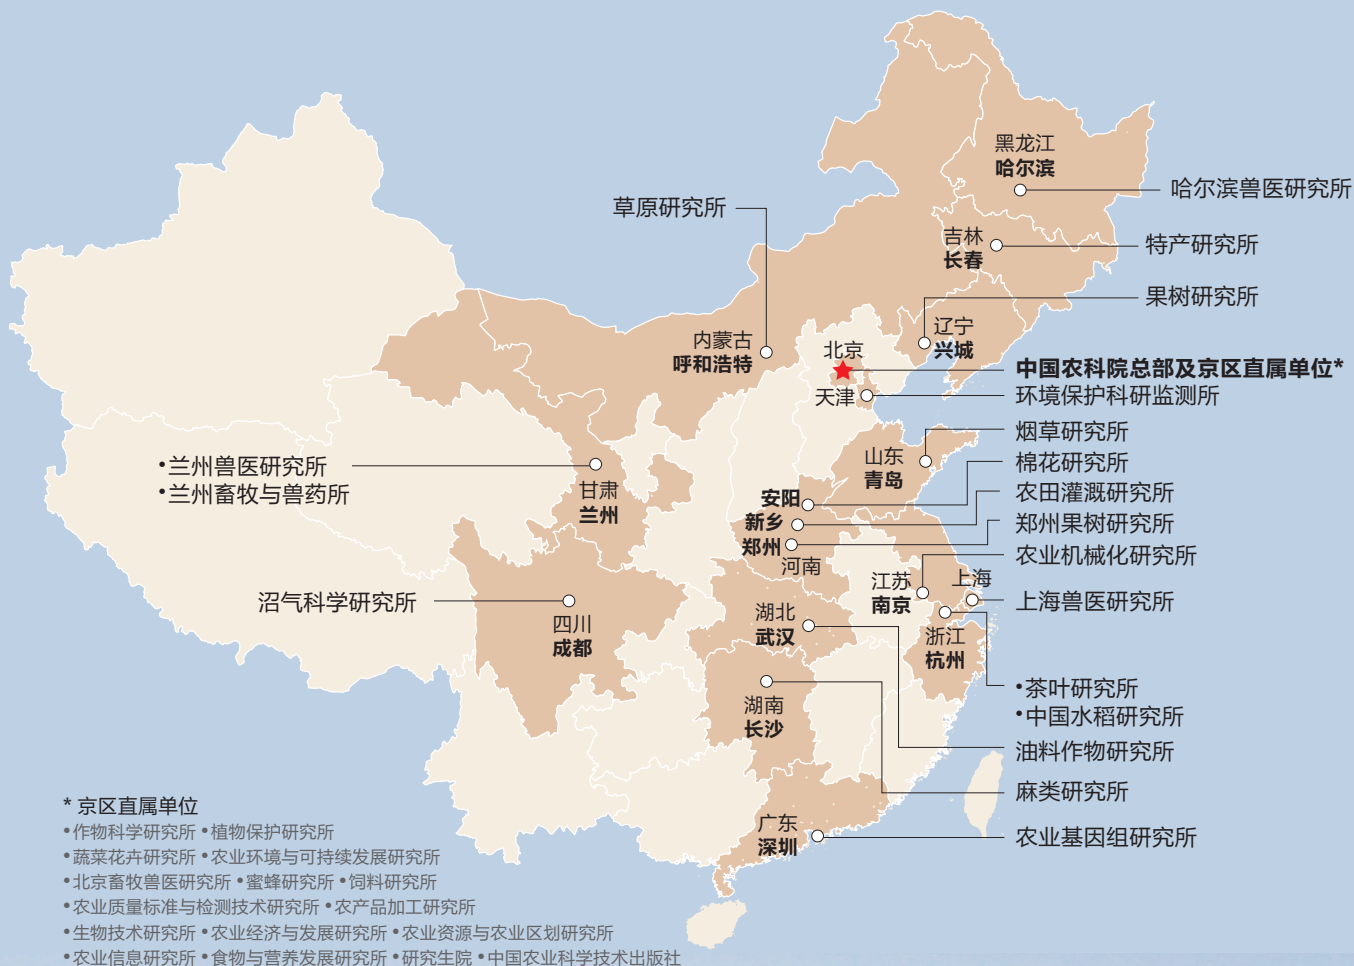 黑龙江
哈尔滨
哈尔滨兽医研究所
草原研究所
吉林
长春
特产研究所
果树研究所
辽宁
兴城
内蒙古
呼和浩特
北京
中国农科院总部及京区直属单位*
天津
环境保护科研监测所
烟草研究所
山东
青岛
棉花研究所
•兰州兽医研究所
•兰州畜牧与兽药所
甘肃
兰州
安阳
新乡
郑州
河南
农田灌溉研究所
郑州果树研究所
农业机械化研究所
江苏
南京
上海
上海兽医研究所
沼气科学研究所
四川
成都
湖北
武汉
浙江
杭州
•茶叶研究所
•中国水稻研究所
湖南
长沙
油料作物研究所
麻类研究所
广东
深圳
农业基因组研究所
* 京区直属单位
•作物科学研究所 •植物保护研究所
•蔬菜花卉研究所 •农业环境与可持续发展研究所
•北京畜牧兽医研究所 •蜜蜂研究所 •饲料研究所
•农业质量标准与检测技术研究所 •农产品加工研究所
•生物技术研究所 •农业经济与发展研究所 •农业资源与农业区划研究所
•农业信息研究所 •食物与营养发展研究所 •研究生院 •中国农业科学技术出版社